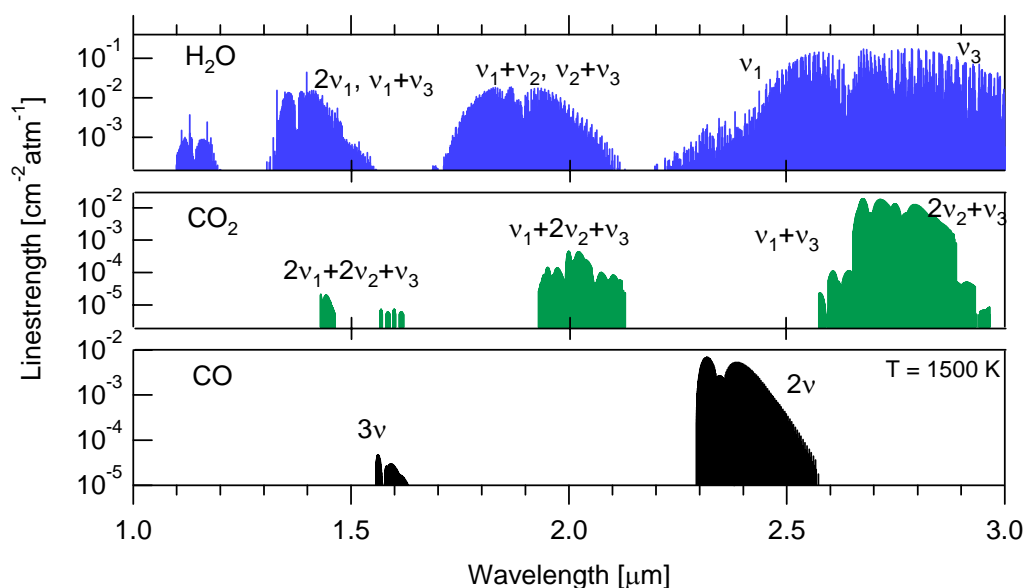 Linestrength [cm⁻²atm⁻¹]
H₂O
10⁻¹
10⁻²
10⁻³
2ν₁, ν₁+ν₃
ν₁+ν₂, ν₂+ν₃
ν₁
ν₃
CO₂
10⁻²
10⁻³
10⁻⁴
10⁻⁵
2ν₁+2ν₂+ν₃
ν₁+2ν₂+ν₃
ν₁+ν₃
2ν₂+ν₃
CO
10⁻²
10⁻³
10⁻⁴
10⁻⁵
3ν
2ν
T = 1500 K
1.0 1.5 2.0 2.5 3.0
Wavelength [μm]